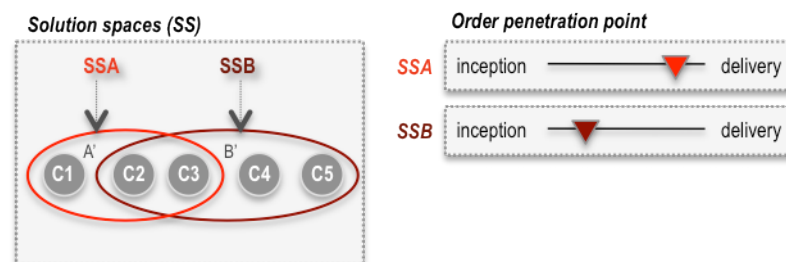 Solution spaces (SS)
SSA SSB
A' B'
C1 C2 C3 C4 C5
Order penetration point
SSA inception delivery
SSB inception delivery